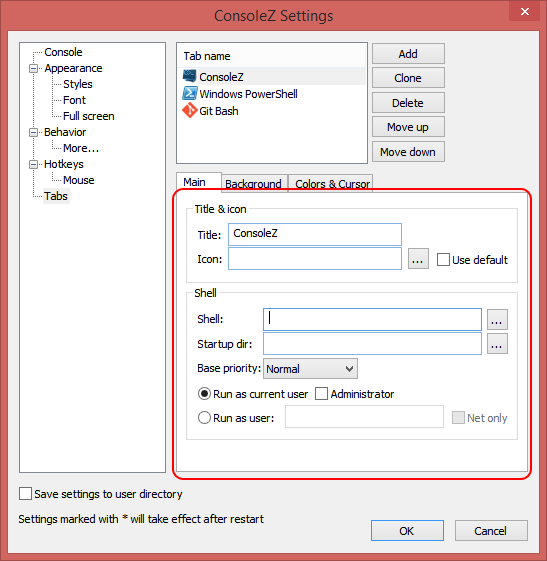 ConsoleZ Settings
Console
Appearance
Styles
Font
Full screen
Behavior
More...
Hotkeys
Mouse
Tabs
Tab name
ConsoleZ
Windows PowerShell
Git Bash
Add
Clone
Delete
Move up
Move down
Main Background Colors & Cursor
Title & icon
Title: ConsoleZ
Icon: ... Use default
Shell
Shell: ...
Startup dir: ...
Base priority: Normal
Run as current user Administrator
Run as user: Net only
Save settings to user directory
Settings marked with * will take effect after restart
OK Cancel